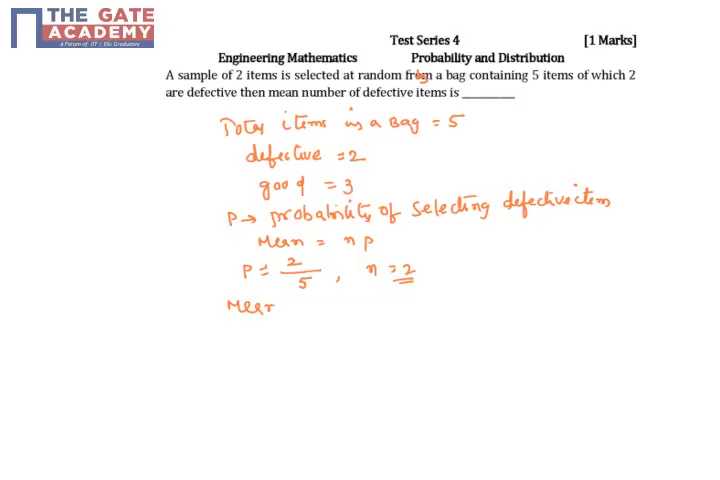 THE GATE
ACADEMY
A Forum of IIT / IISc Graduates
Test Series 4 [1 Marks]
Engineering Mathematics Probability and Distribution
A sample of 2 items is selected at random from a bag containing 5 items of which 2
are defective then mean number of defective items is ________
Total items in a Bag = 5
defective = 2
good = 3
P → probability of selecting defective item
Mean = n p
P = 2/5 , n = 2
Mean